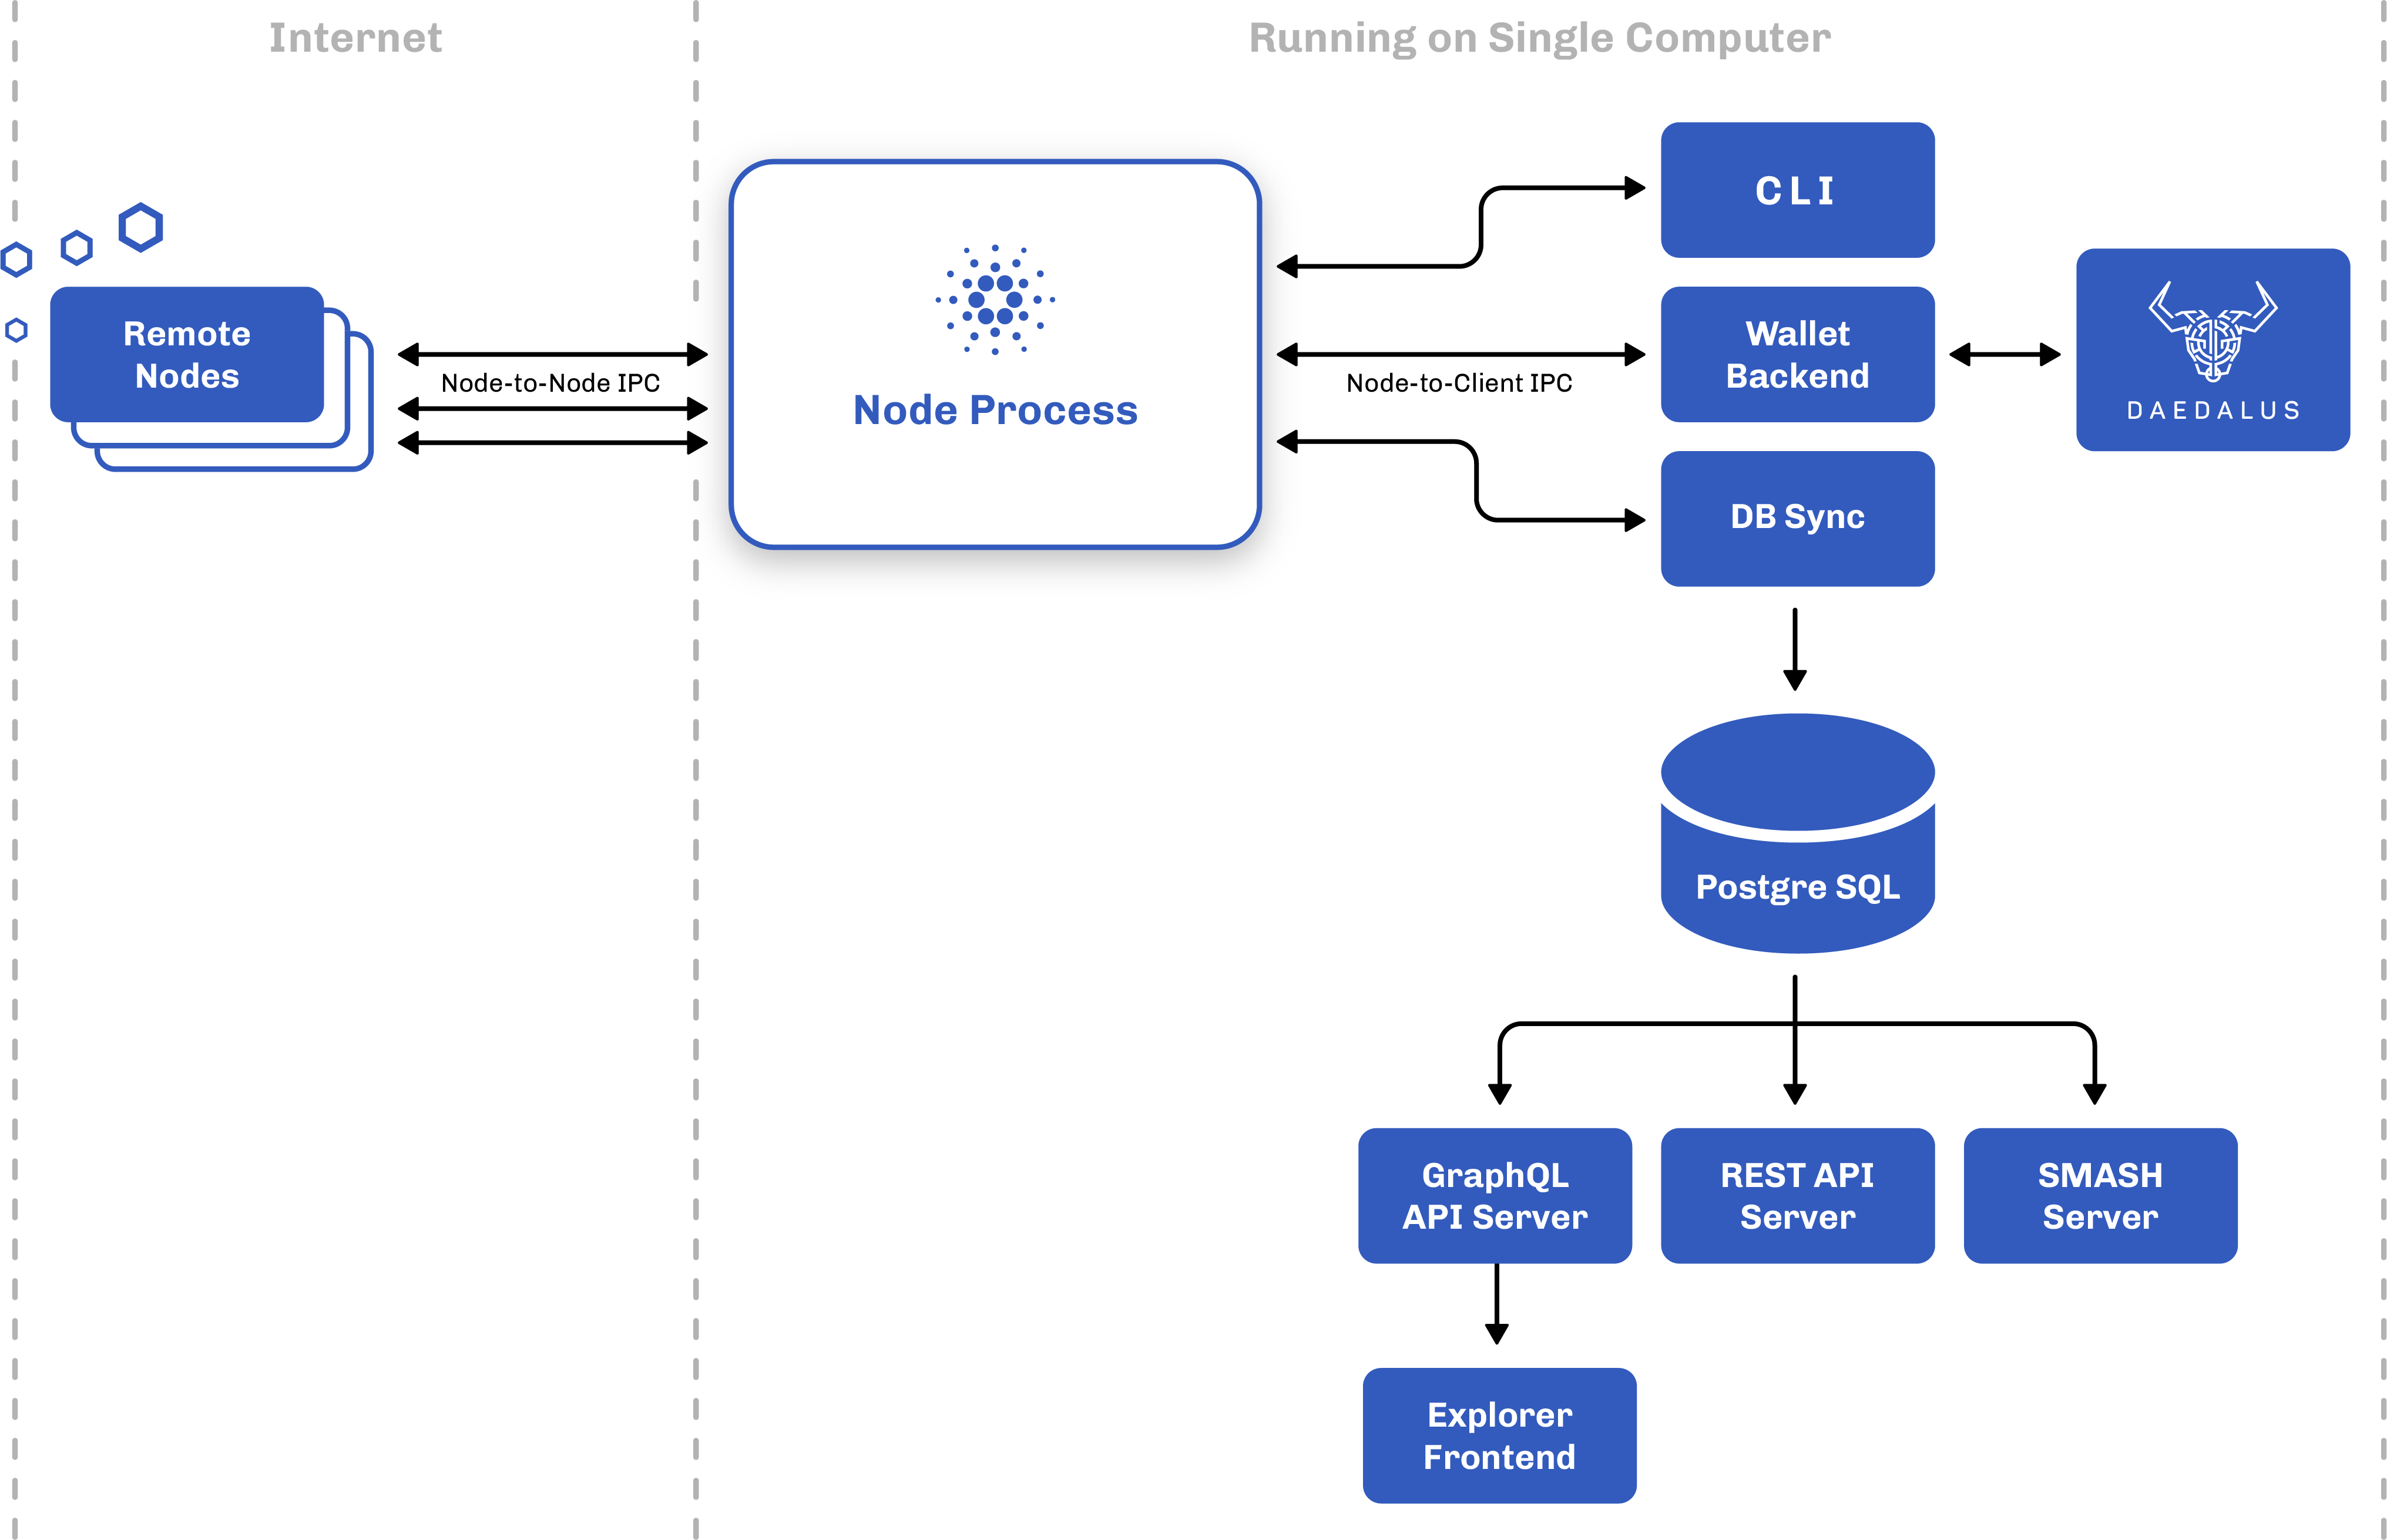 Internet
Running on Single Computer
Remote
Nodes
Node-to-Node IPC
Node Process
Node-to-Client IPC
CLI
Wallet
Backend
DAEDALUS
DB Sync
Postgre SQL
GraphQL
API Server
REST API
Server
SMASH
Server
Explorer
Frontend